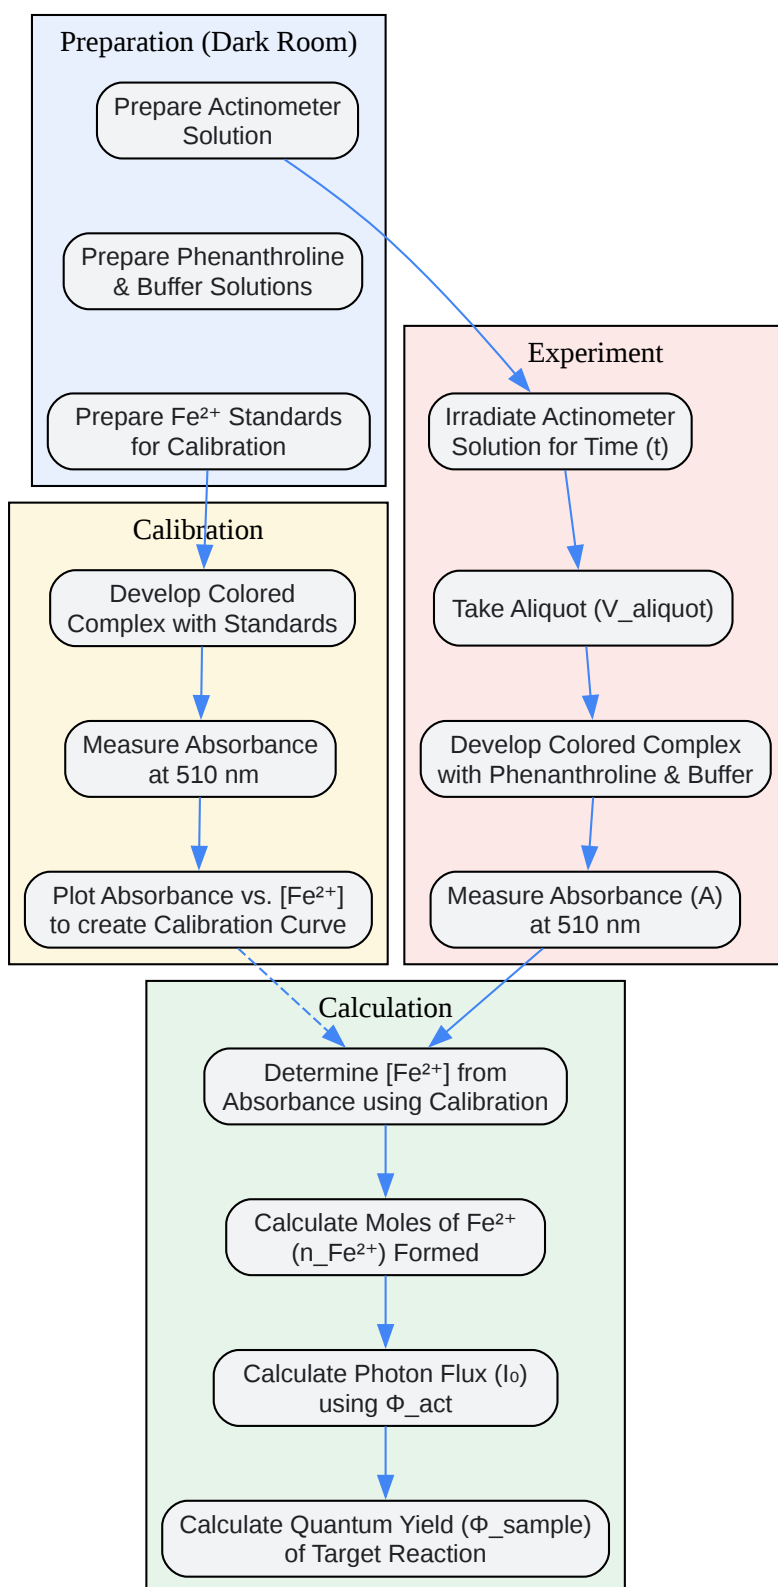 Preparation (Dark Room)
Prepare Actinometer
Solution
Prepare Phenanthroline
& Buffer Solutions
Prepare Fe²⁺ Standards
for Calibration
Experiment
Irradiate Actinometer
Solution for Time (t)
Take Aliquot (V_aliquot)
Develop Colored Complex
with Phenanthroline & Buffer
Measure Absorbance (A)
at 510 nm
Calibration
Develop Colored
Complex with Standards
Measure Absorbance
at 510 nm
Plot Absorbance vs. [Fe²⁺]
to create Calibration Curve
Calculation
Determine [Fe²⁺] from
Absorbance using Calibration
Calculate Moles of Fe²⁺
(n_Fe²⁺) Formed
Calculate Photon Flux (I₀)
using Φ_act
Calculate Quantum Yield (Φ_sample)
of Target Reaction